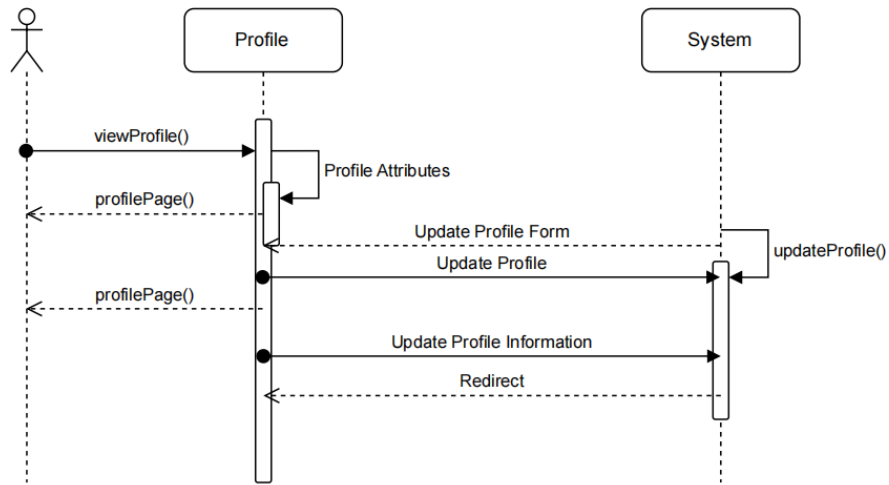 Profile
System
viewProfile()
Profile Attributes
profilePage()
Update Profile Form
updateProfile()
Update Profile
profilePage()
Update Profile Information
Redirect